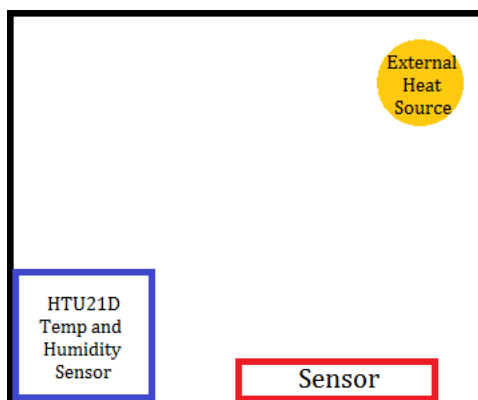 External
Heat
Source
HTU21D
Temp and
Humidity
Sensor
Sensor